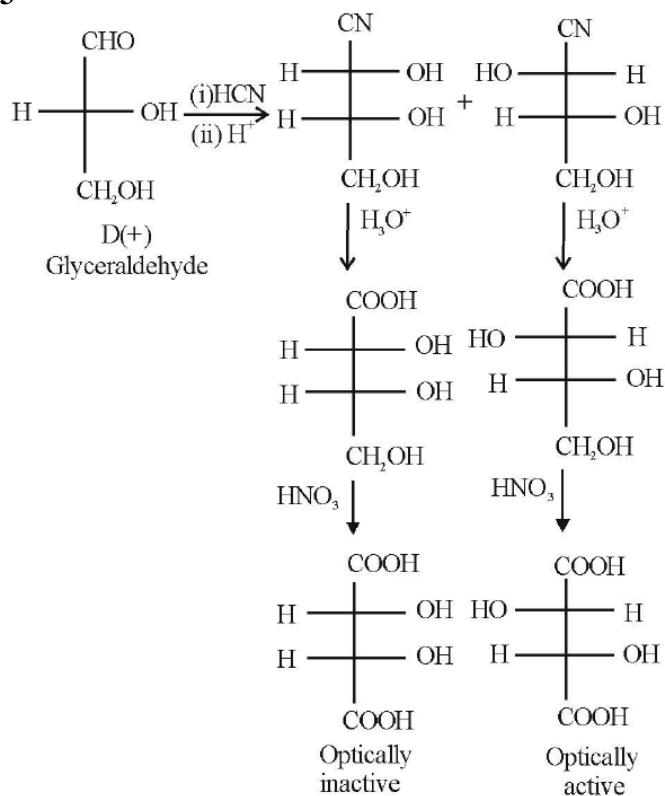 CHO
H
OH
CH₂OH
D(+)
Glyceraldehyde
(i)HCN
(ii) H⁺
CN
H
OH
H
OH
CH₂OH
+
CN
HO
H
H
OH
CH₂OH
H₃O⁺
H₃O⁺
COOH
H
OH
H
OH
CH₂OH
COOH
HO
H
H
OH
CH₂OH
HNO₃
HNO₃
COOH
H
OH
H
OH
COOH
Optically
inactive
COOH
HO
H
H
OH
COOH
Optically
active